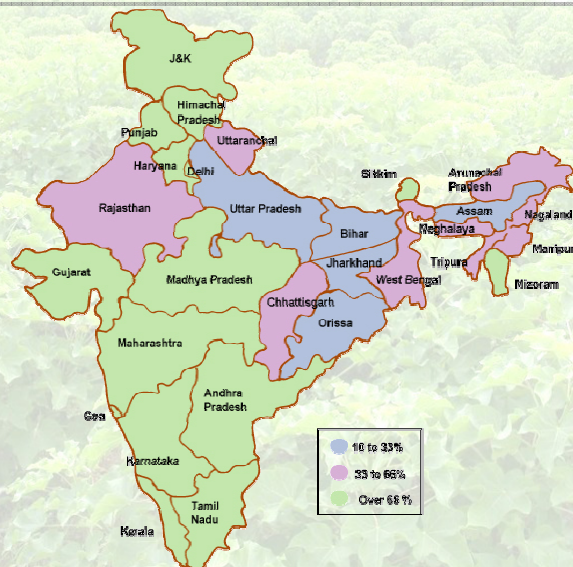 J&K
Himachal
Pradesh
Punjab
Uttaranchal
Haryana
Delhi
Sikkim
Arunachal
Pradesh
Rajasthan
Uttar Pradesh
Assam
Nagaland
Bihar
Meghalaya
Manipur
Gujarat
Madhya Pradesh
Jharkhand
Tripura
West Bengal
Mizoram
Chhattisgarh
Orissa
Maharashtra
Andhra
Pradesh
Goa
Karnataka
Tamil
Nadu
Kerala
10 to 33%
33 to 66%
Over 66 %